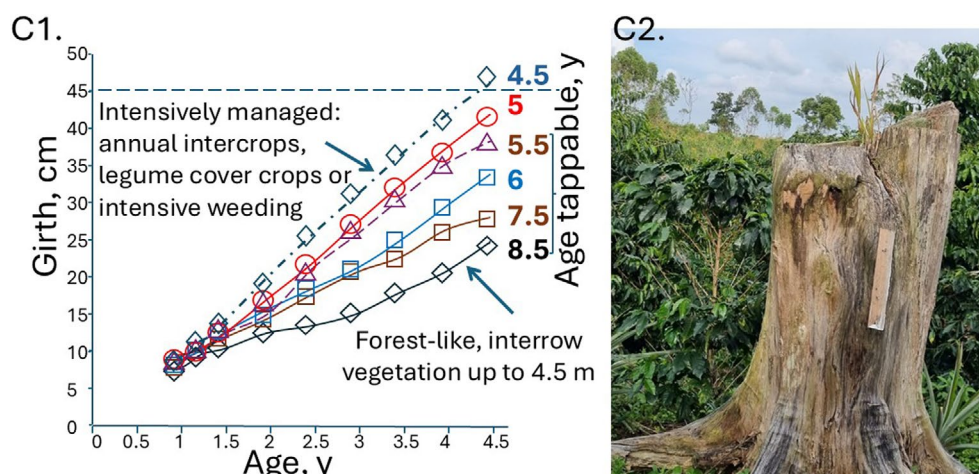 C1.
C2.
50
45
40
35
30
25
20
15
10
5
0
Girth, cm
Intensively managed:
annual intercrops,
legume cover crops or
intensive weeding
4.5
5
5.5
6
7.5
8.5
Age tappable, y
Forest-like, interrow
vegetation up to 4.5 m
0 0.5 1 1.5 2 2.5 3 3.5 4 4.5
Age, y